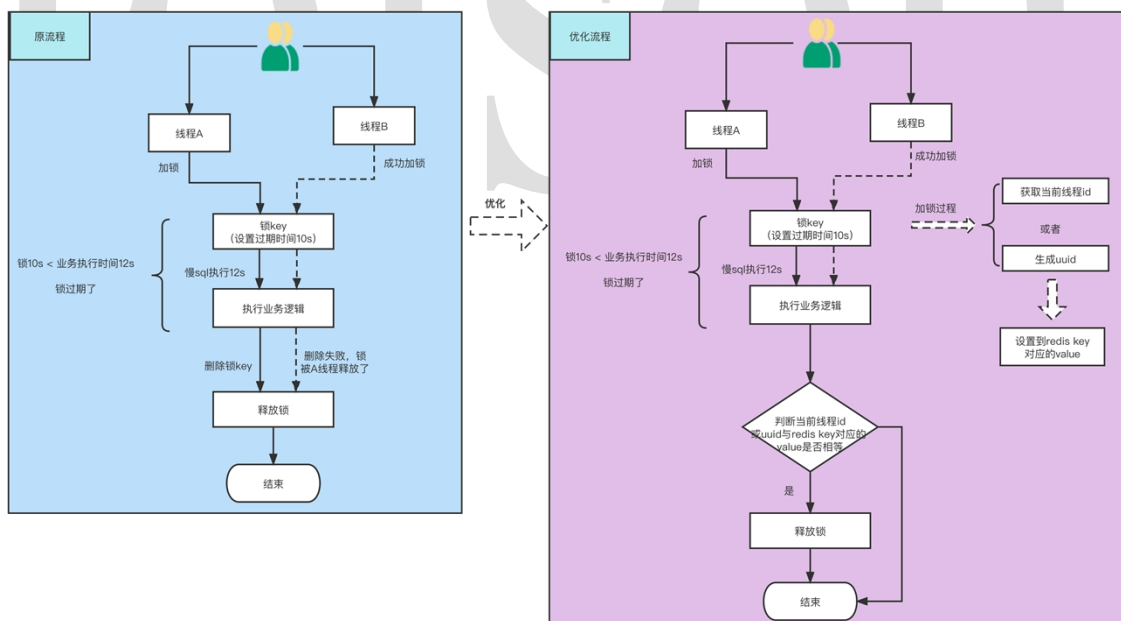 原流程
线程A
线程B
加锁
成功加锁
锁key
(设置过期时间10s)
锁10s < 业务执行时间12s
锁过期了
慢sql执行12s
执行业务逻辑
删除锁key
删除失败，锁
被A线程释放了
释放锁
结束
优化
优化流程
线程A
线程B
加锁
成功加锁
锁key
(设置过期时间10s)
锁10s < 业务执行时间12s
锁过期了
慢sql执行12s
执行业务逻辑
判断当前线程id
或uuid与redis key对应的
value是否相等
是
释放锁
结束
加锁过程
获取当前线程id
或者
生成uuid
设置到redis key
对应的value